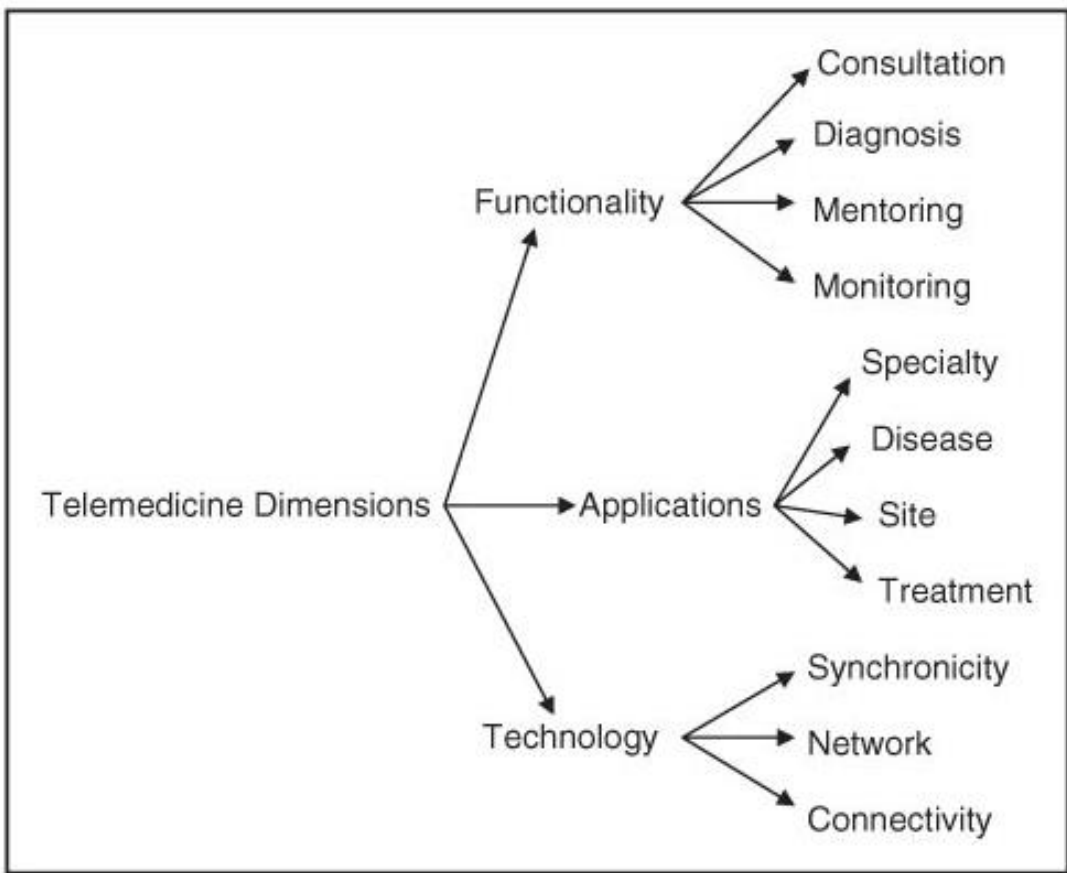 Consultation
Diagnosis
Functionality
Mentoring
Monitoring
Specialty
Disease
Telemedicine Dimensions
Applications
Site
Treatment
Synchronicity
Technology
Network
Connectivity